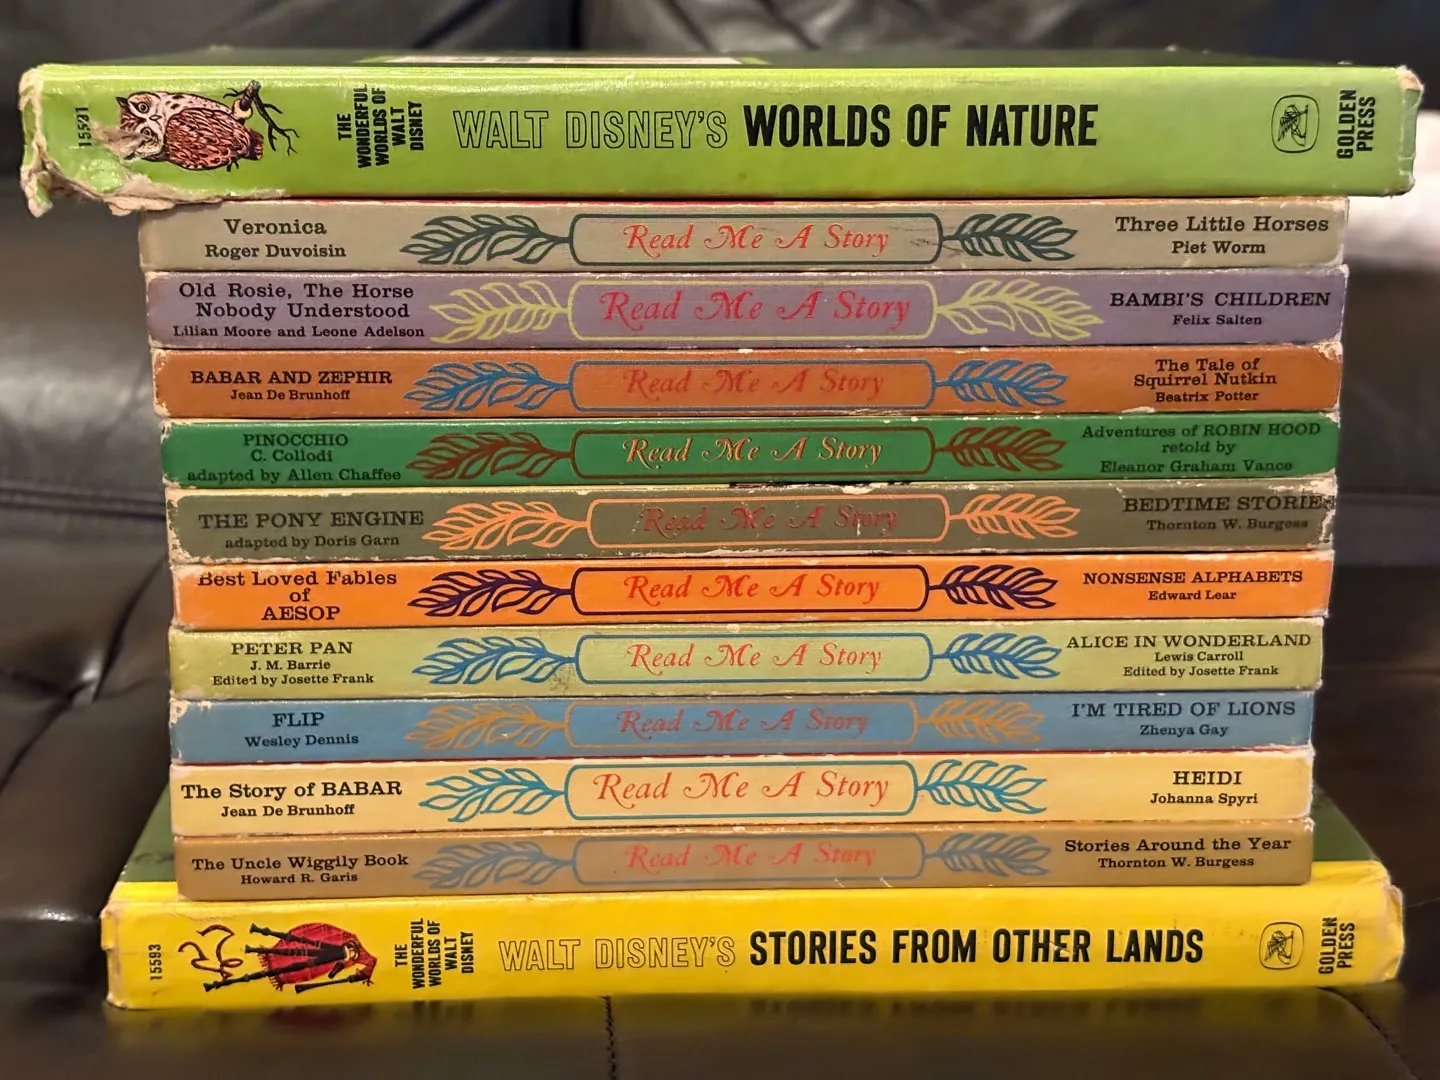 15521
THE
WONDERFUL
WORLDS OF
WALT
DISNEY
WALT DISNEY'S WORLDS OF NATURE
GOLDEN
PRESS
Veronica
Roger Duvoisin
Read Me A Story
Three Little Horses
Piet Worm
Old Rosie, The Horse
Nobody Understood
Lilian Moore and Leone Adelson
Read Me A Story
BAMBI'S CHILDREN
Felix Salten
BABAR AND ZEPHIR
Jean De Brunhoff
Read Me A Story
The Tale of
Squirrel Nutkin
Beatrix Potter
PINOCCHIO
C. Collodi
adapted by Allen Chaffee
Read Me A Story
Adventures of ROBIN HOOD
retold by
Eleanor Graham Vance
THE PONY ENGINE
adapted by Doris Garn
Read Me A Story
BEDTIME STORIES
Thornton W. Burgess
Best Loved Fables
of
AESOP
Read Me A Story
NONSENSE ALPHABETS
Edward Lear
PETER PAN
J. M. Barrie
Edited by Josette Frank
Read Me A Story
ALICE IN WONDERLAND
Lewis Carroll
Edited by Josette Frank
FLIP
Wesley Dennis
Read Me A Story
I'M TIRED OF LIONS
Zhenya Gay
The Story of BABAR
Jean De Brunhoff
Read Me A Story
HEIDI
Johanna Spyri
The Uncle Wiggily Book
Howard R. Garis
Read Me A Story
Stories Around the Year
Thornton W. Burgess
15593
THE
WONDERFUL
WORLDS OF
WALT
DISNEY
WALT DISNEY'S STORIES FROM OTHER LANDS
GOLDEN
PRESS